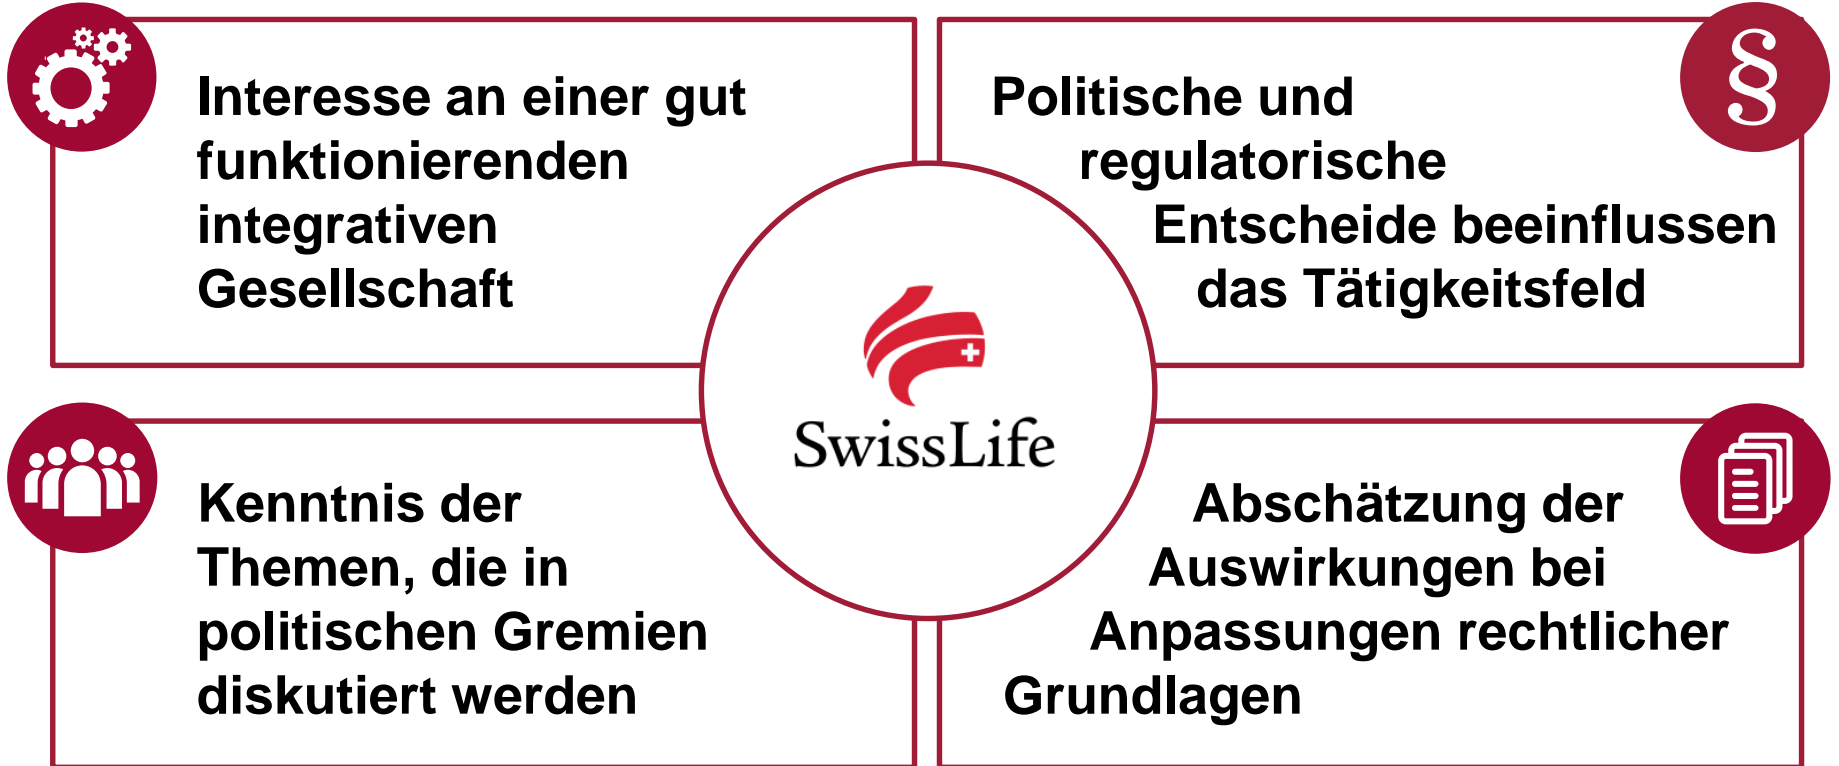 Interesse an einer gut
funktionierenden
integrativen
Gesellschaft
Politische und
regulatorische
Entscheide beeinflussen
das Tätigkeitsfeld
§
SwissLife
Kenntnis der
Themen, die in
politischen Gremien
diskutiert werden
Abschätzung der
Auswirkungen bei
Anpassungen rechtlicher
Grundlagen